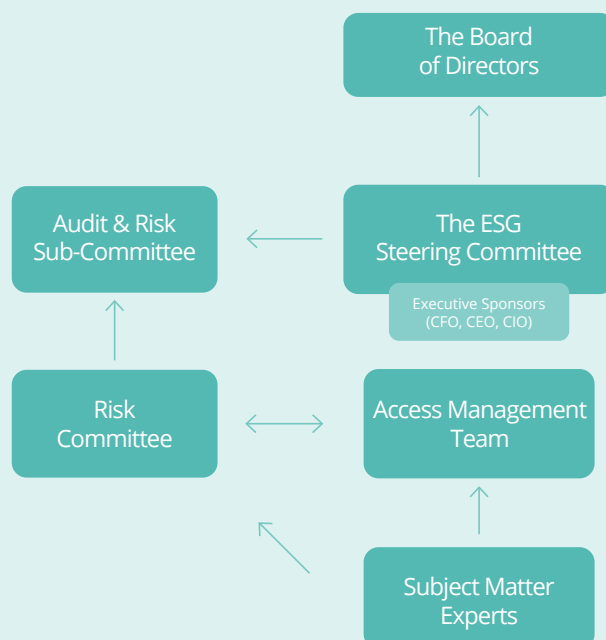 The Board
of Directors
Audit & Risk
Sub-Committee
The ESG
Steering Committee
Executive Sponsors
(CFO, CEO, CIO)
Risk
Committee
Access Management
Team
Subject Matter
Experts